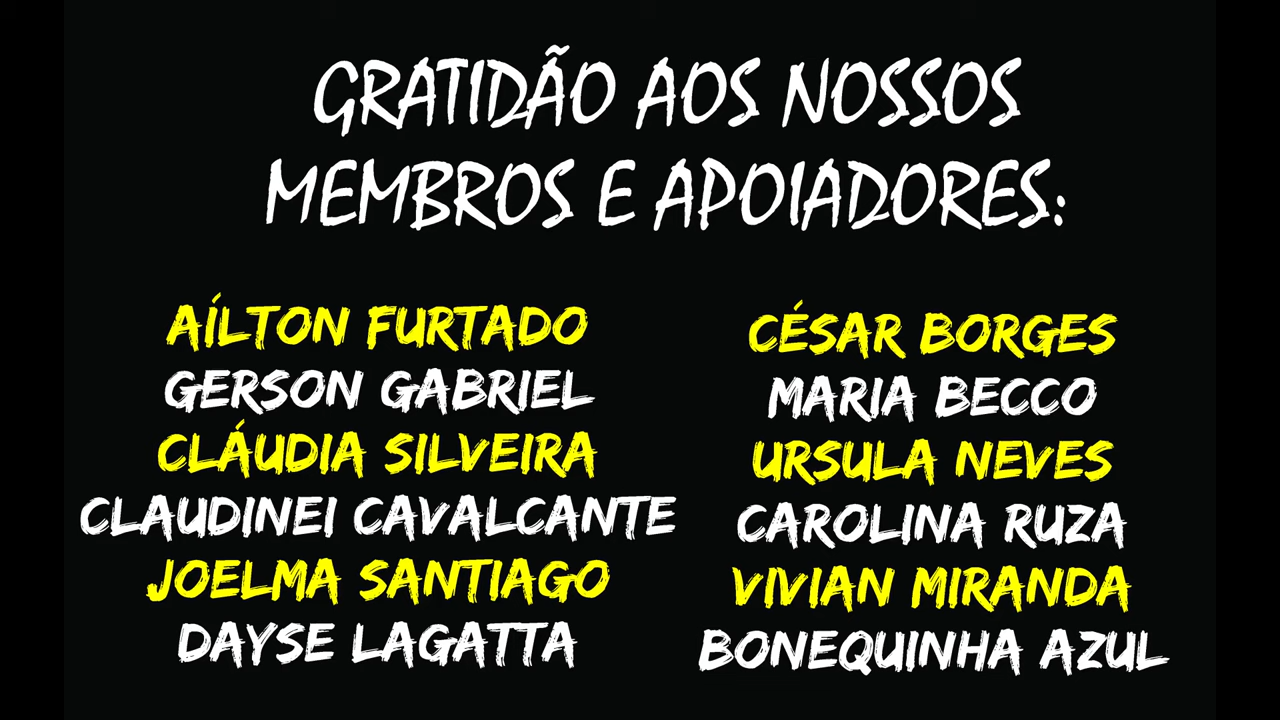 GRATIDÃO AOS NOSSOS
MEMBROS E APOIADORES:
AÍLTON FURTADO
GERSON GABRIEL
CLÁUDIA SILVEIRA
CLAUDINEI CAVALCANTE
JOELMA SANTIAGO
DAYSE LAGATTA
CÉSAR BORGES
MARIA BECCO
URSULA NEVES
CAROLINA RUZA
VIVIAN MIRANDA
BONEQUINHA AZUL